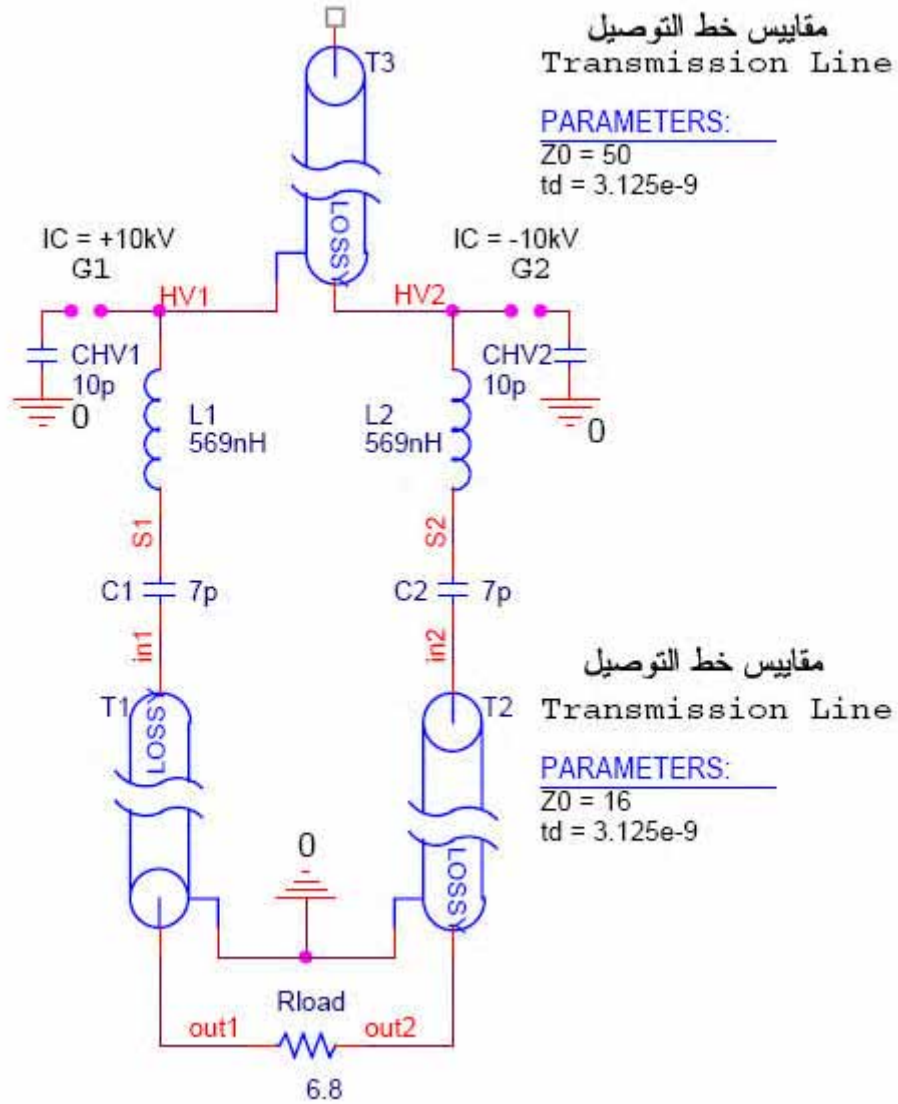 مقاييس خط التوصيل
T3
Transmission Line
PARAMETERS:
Z0 = 50
td = 3.125e-9
LOSSY
IC = +10kV
G1
IC = -10kV
G2
HV1
HV2
CHV1
10p
0
CHV2
10p
0
L1
569nH
L2
569nH
S1
S2
C1
7p
C2
7p
in1
in2
مقاييس خط التوصيل
T1
LOSSY
T2
Transmission Line
PARAMETERS:
Z0 = 16
td = 3.125e-9
0
LOSSY
Rload
out1
out2
6.8